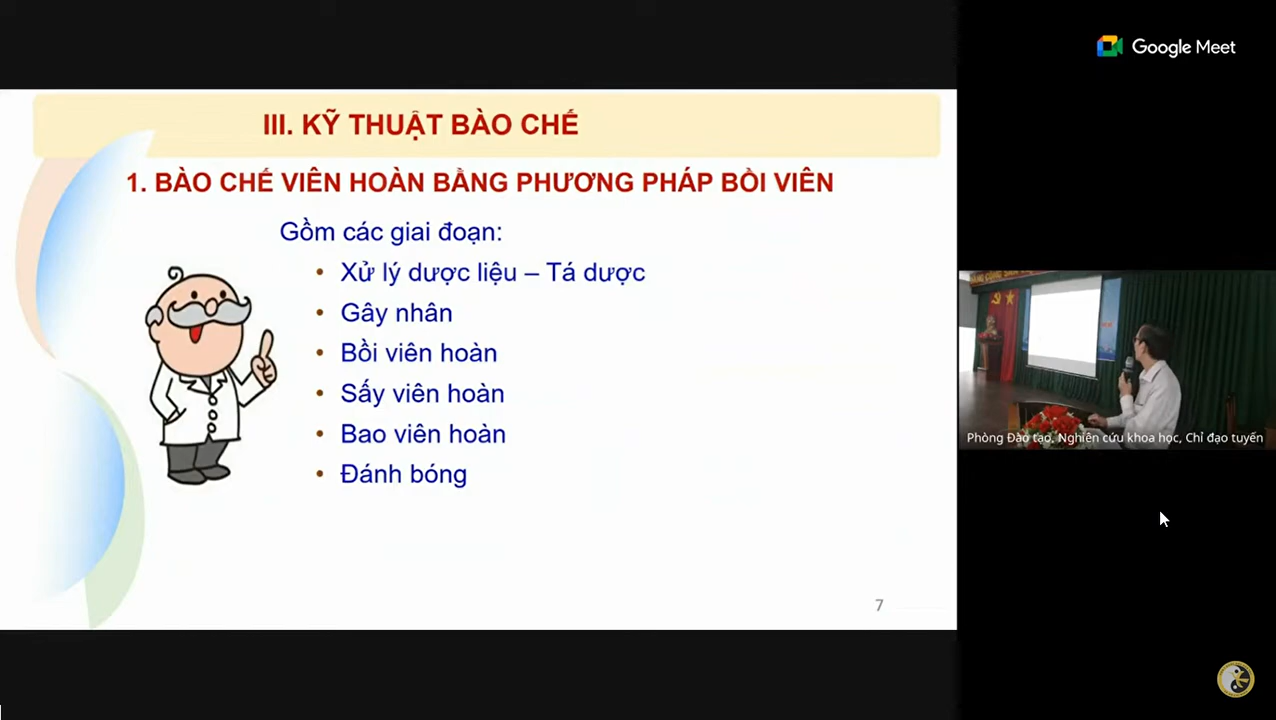 III. KỸ THUẬT BÀO CHẾ
1. BÀO CHẾ VIÊN HOÀN BẰNG PHƯƠNG PHÁP BỒI VIÊN
Gồm các giai đoạn:
• Xử lý dược liệu – Tá dược
• Gây nhân
• Bồi viên hoàn
• Sấy viên hoàn
• Bao viên hoàn
• Đánh bóng
7
Google Meet
Phòng Đào tạo, Nghiên cứu khoa học, Chỉ đạo tuyến